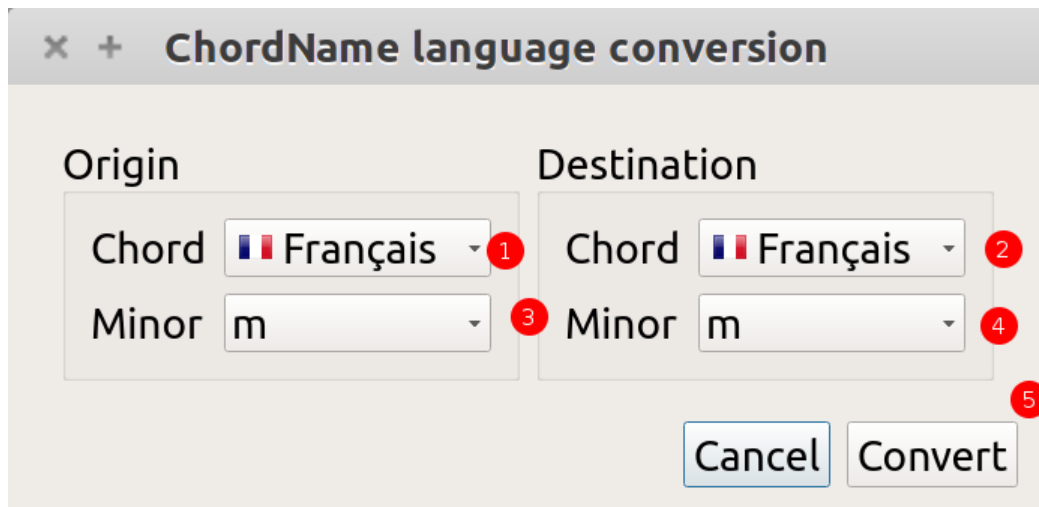 × + ChordName language conversion
Origin Destination
Chord Français 1 Chord Français 2
Minor m 3 Minor m 4
5
Cancel Convert